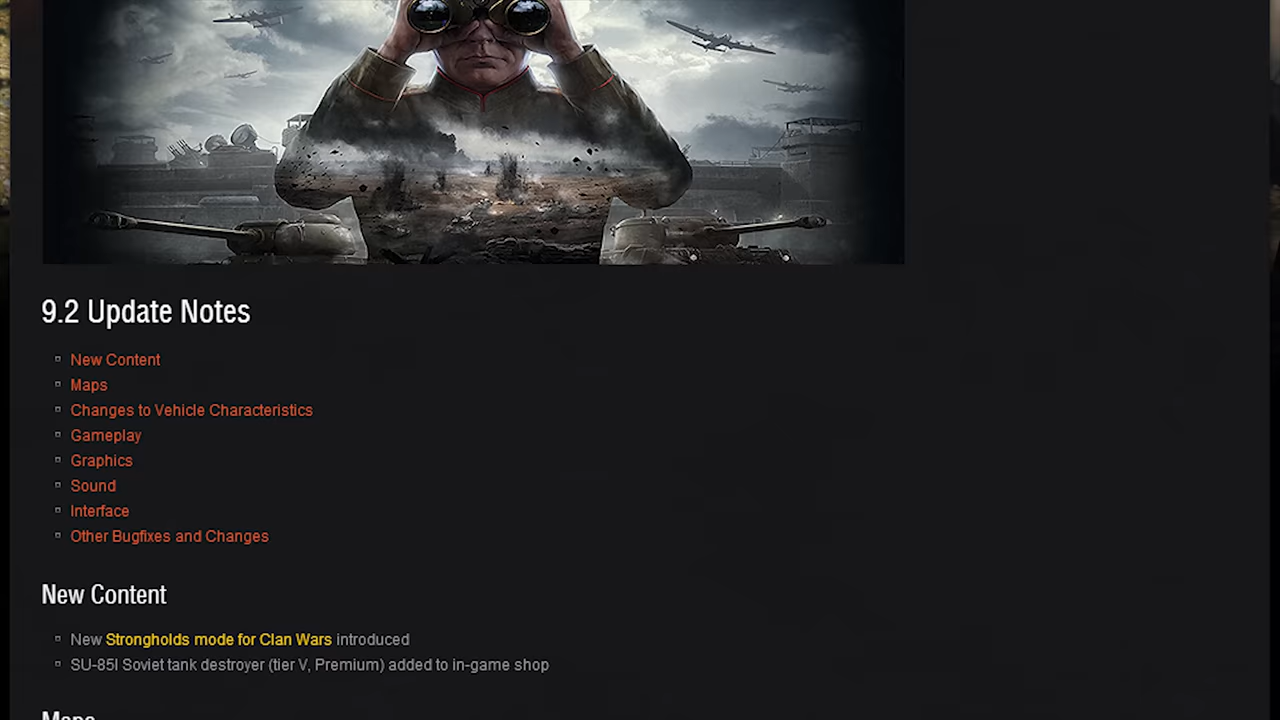 9.2 Update Notes
New Content
Maps
Changes to Vehicle Characteristics
Gameplay
Graphics
Sound
Interface
Other Bugfixes and Changes
New Content
New Strongholds mode for Clan Wars introduced
SU-85I Soviet tank destroyer (tier V, Premium) added to in-game shop
Maps